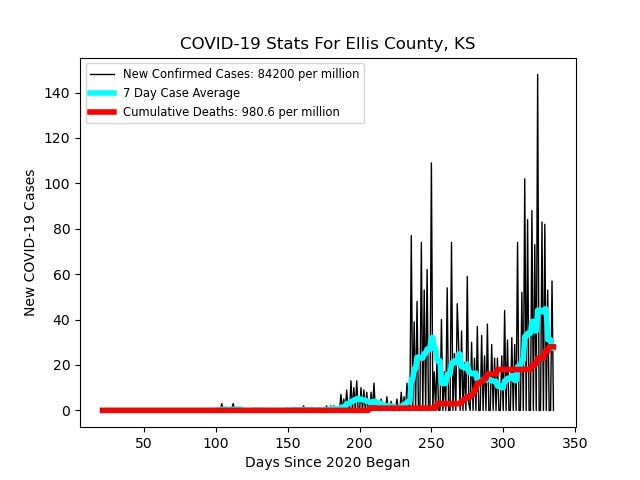 COVID-19 Stats For Ellis County, KS
New Confirmed Cases: 84200 per million
7 Day Case Average
Cumulative Deaths: 980.6 per million
New COVID-19 Cases
140
120
100
80
60
40
20
0
50
100
150
200
250
300
350
Days Since 2020 Began